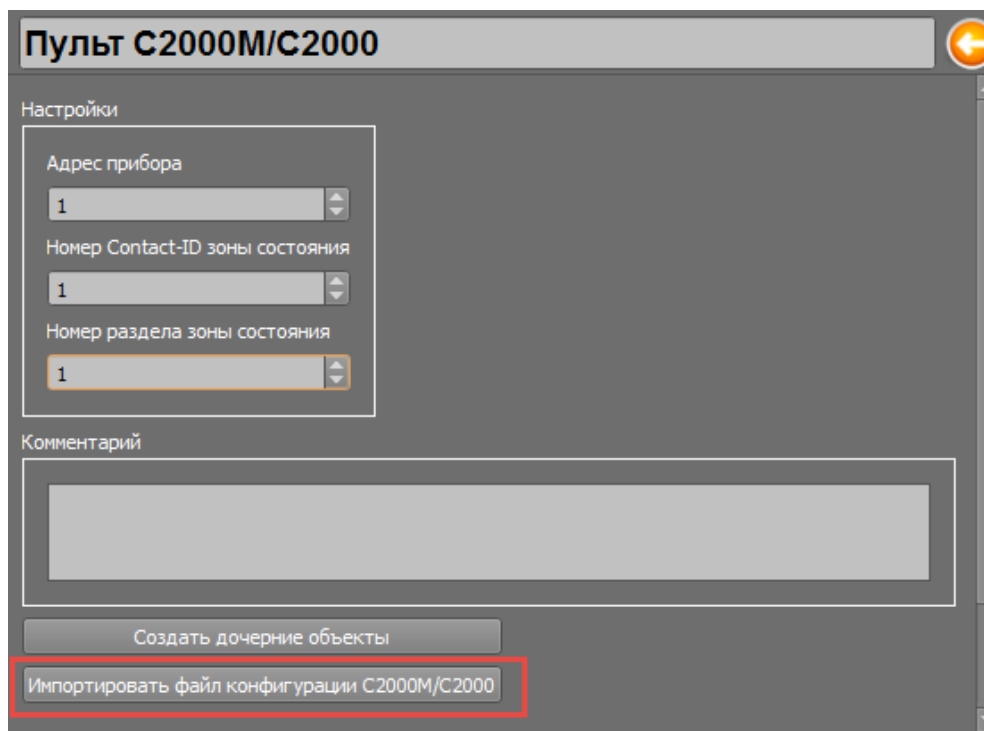 Пульт С2000М/С2000
Настройки
Адрес прибора
1
Номер Contact-ID зоны состояния
1
Номер раздела зоны состояния
1
Комментарий
Создать дочерние объекты
Импортировать файл конфигурации С2000М/С2000